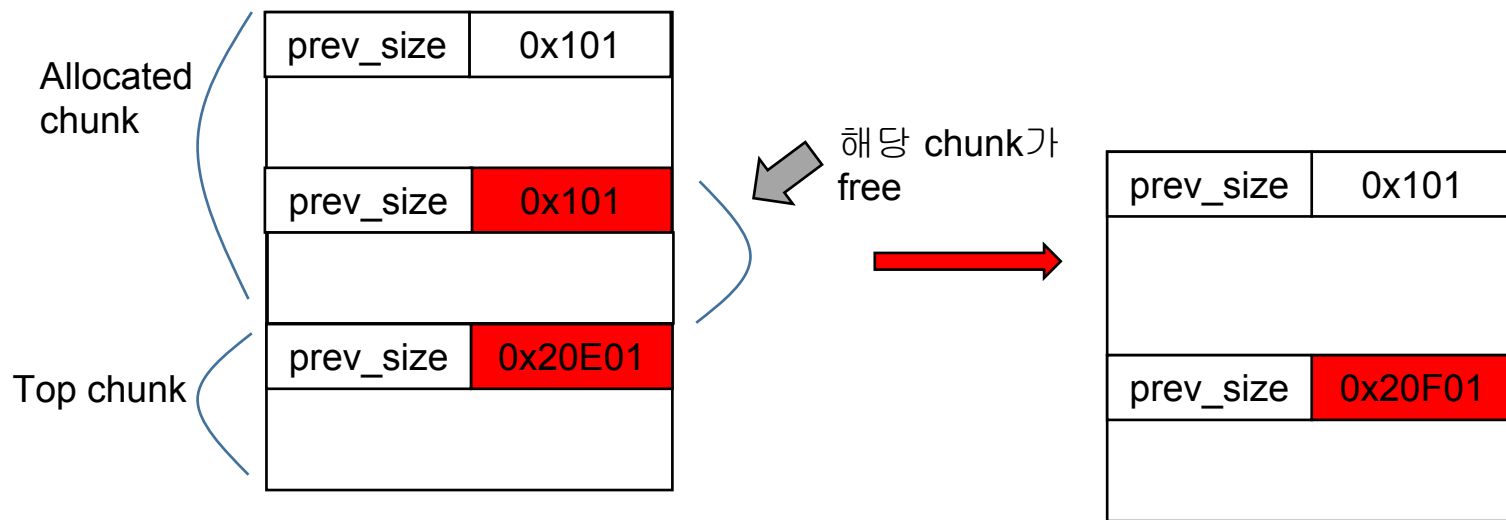 prev_size 0x101
Allocated
chunk
해당 chunk가
free
prev_size 0x101
prev_size 0x20E01
Top chunk
prev_size 0x101
prev_size 0x20F01